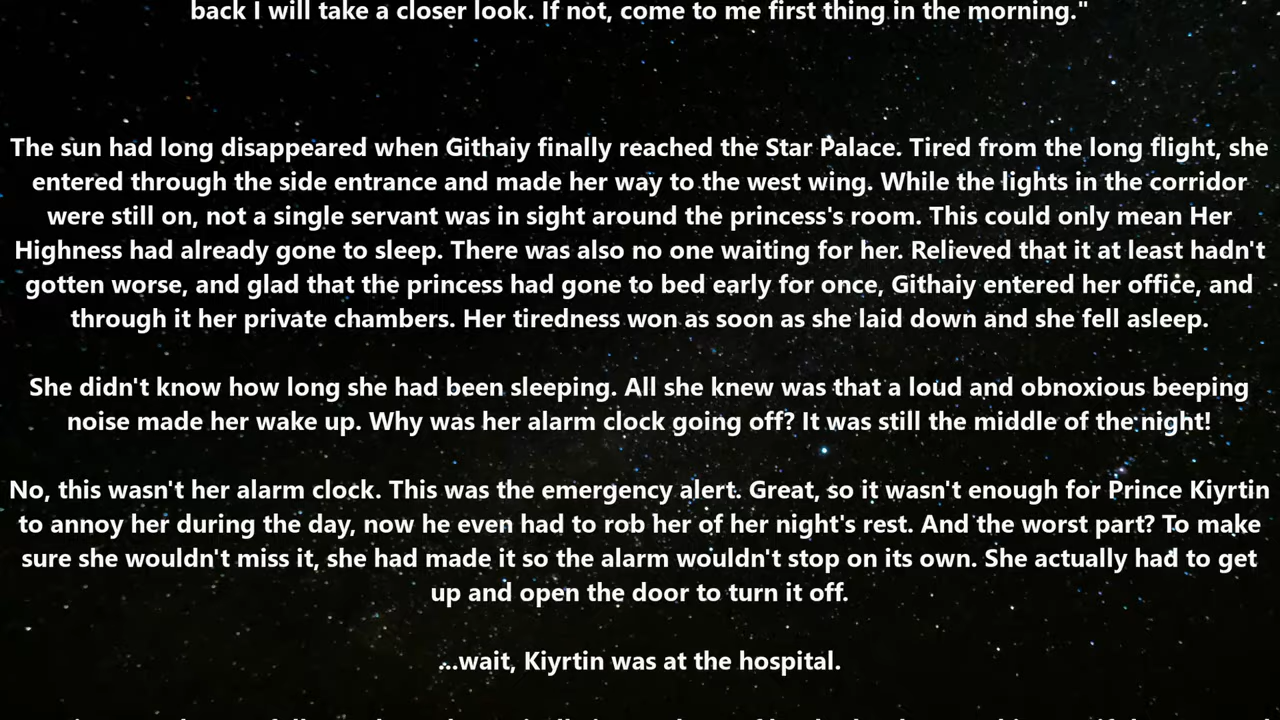 back I will take a closer look. If not, come to me first thing in the morning."
The sun had long disappeared when Githaiy finally reached the Star Palace. Tired from the long flight, she
entered through the side entrance and made her way to the west wing. While the lights in the corridor
were still on, not a single servant was in sight around the princess's room. This could only mean Her
Highness had already gone to sleep. There was also no one waiting for her. Relieved that it at least hadn't
gotten worse, and glad that the princess had gone to bed early for once, Githaiy entered her office, and
through it her private chambers. Her tiredness won as soon as she laid down and she fell asleep.
She didn't know how long she had been sleeping. All she knew was that a loud and obnoxious beeping
noise made her wake up. Why was her alarm clock going off? It was still the middle of the night!
No, this wasn't her alarm clock. This was the emergency alert. Great, so it wasn't enough for Prince Kiyrtin
to annoy her during the day, now he even had to rob her of her night's rest. And the worst part? To make
sure she wouldn't miss it, she had made it so the alarm wouldn't stop on its own. She actually had to get
up and open the door to turn it off.
...wait, Kiyrtin was at the hospital.